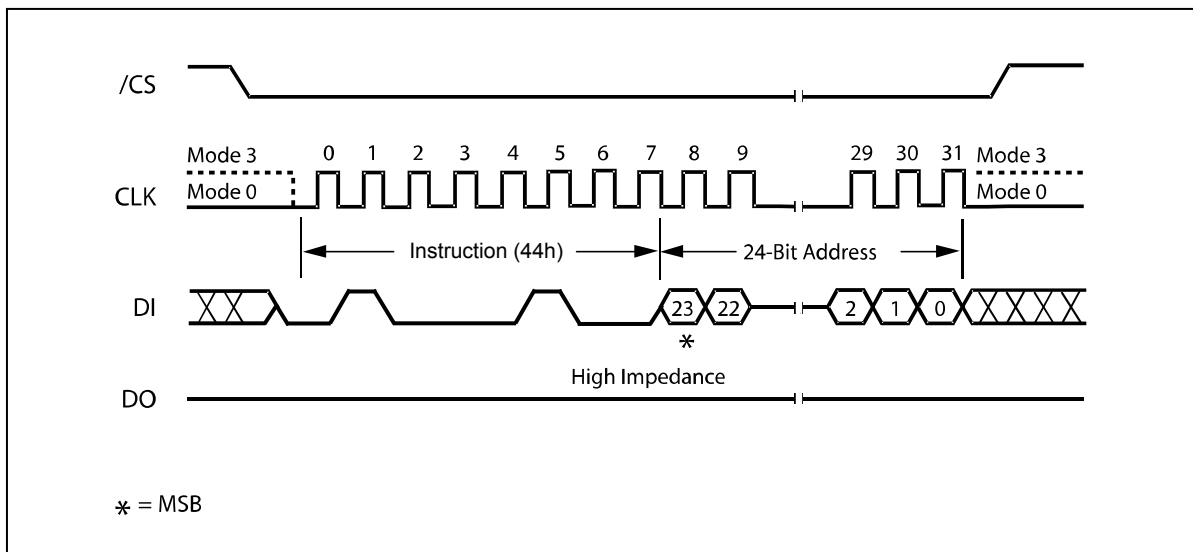 /CS
Mode 3 0 1 2 3 4 5 6 7 8 9 29 30 31 Mode 3
CLK Mode 0 Mode 0
Instruction (44h) 24-Bit Address
DI 23 22 2 1 0
*
High Impedance
DO
* = MSB